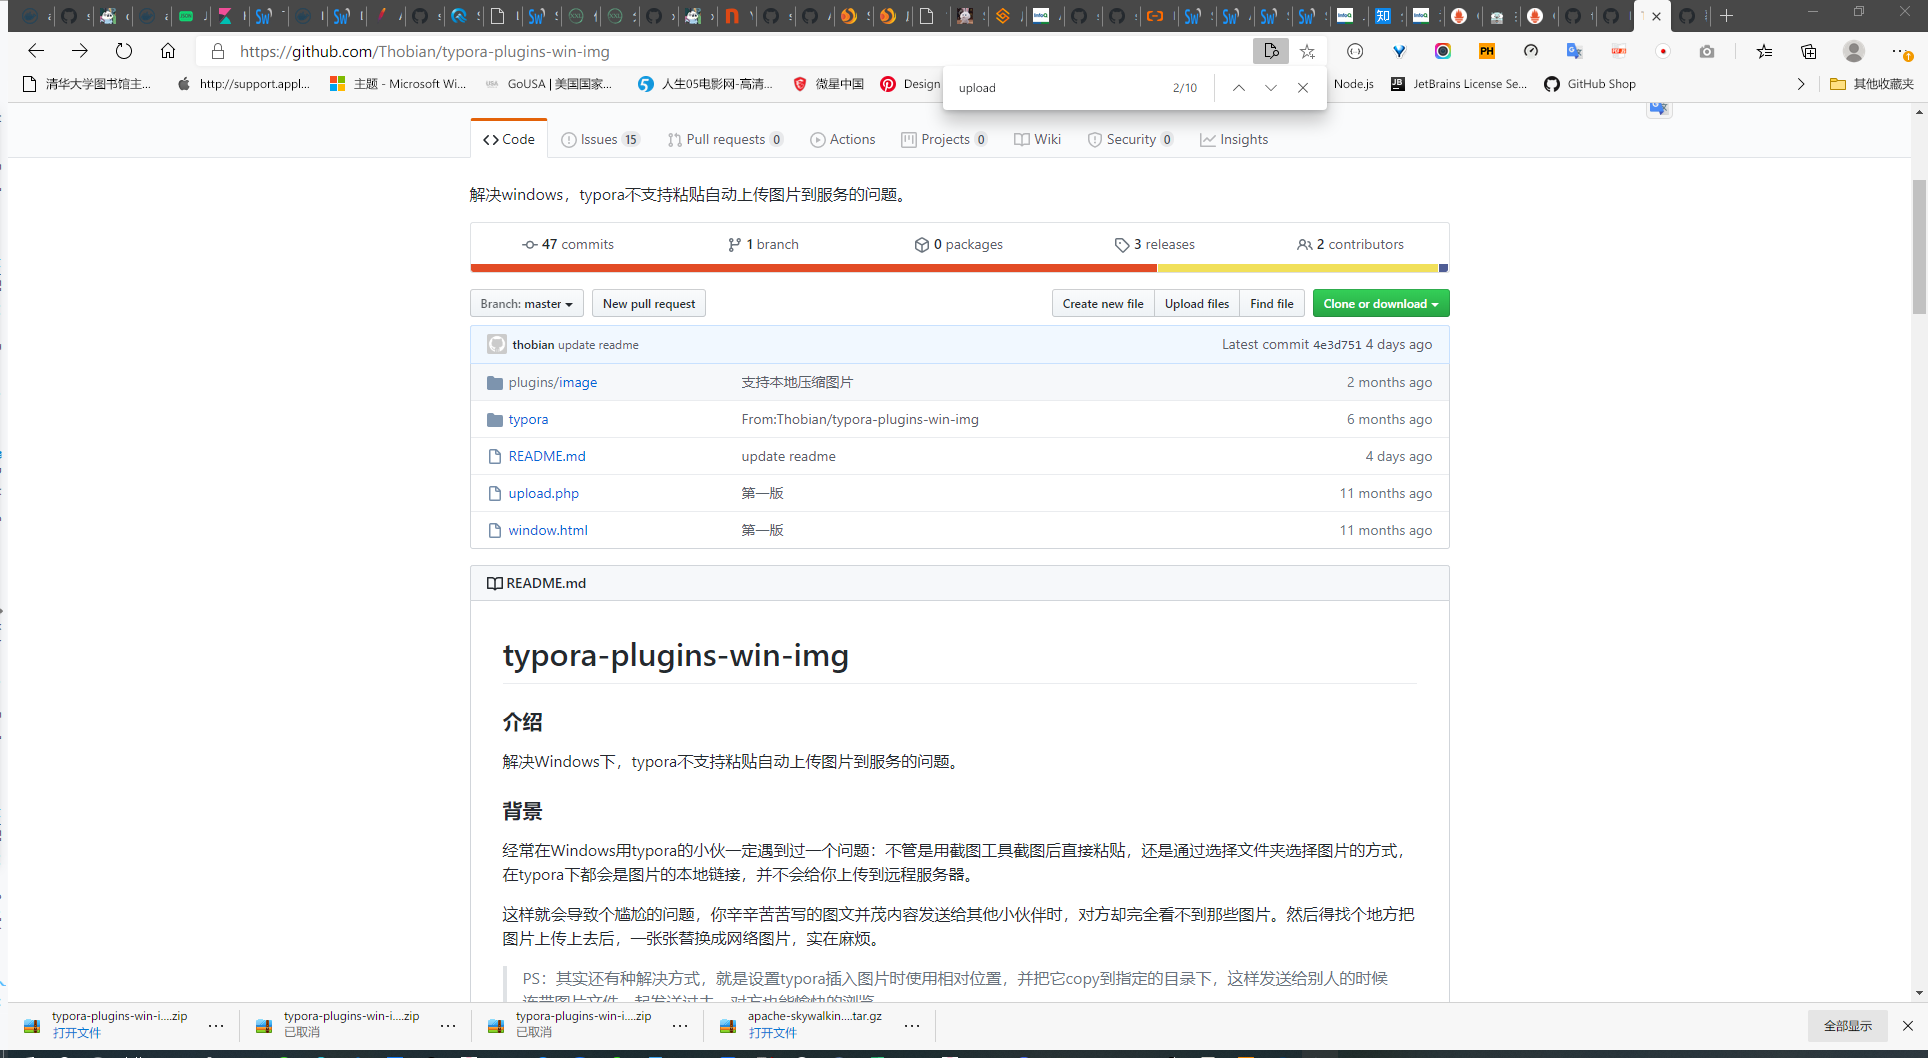 https://github.com/Thobian/typora-plugins-win-img
清华大学图书馆主...
http://support.appl...
主题 - Microsoft Wi...
GoUSA | 美国国家...
人生05电影网-高清...
微星中国
Design
upload
2/10
Node.js
JetBrains License Se...
GitHub Shop
其他收藏夹
Code
Issues 15
Pull requests 0
Actions
Projects 0
Wiki
Security 0
Insights
解决windows，typora不支持粘贴自动上传图片到服务的问题。
47 commits
1 branch
0 packages
3 releases
2 contributors
Branch: master
New pull request
Create new file
Upload files
Find file
Clone or download
thobian update readme
Latest commit 4e3d751 4 days ago
plugins/image 支持本地压缩图片 2 months ago
typora From:Thobian/typora-plugins-win-img 6 months ago
README.md update readme 4 days ago
upload.php 第一版 11 months ago
window.html 第一版 11 months ago
README.md
typora-plugins-win-img
介绍
解决Windows下，typora不支持粘贴自动上传图片到服务的问题。
背景
经常在Windows用typora的小伙一定遇到过一个问题：不管是用截图工具截图后直接粘贴，还是通过选择文件夹选择图片的方式，
在typora下都会是图片的本地链接，并不会给你上传到远程服务器。
这样就会导致个尴尬的问题，你辛辛苦苦写的图文并茂内容发送给其他小伙伴时，对方却完全看不到那些图片。然后得找个地方把
图片上传上去后，一张张替换成网络图片，实在麻烦。
PS：其实还有种解决方式，就是设置typora插入图片时使用相对位置，并把它copy到指定的目录下，这样发送给别人的时候
连带图片文件一起发送过去，对方也能愉快的浏览
typora-plugins-win-i....zip
打开文件
typora-plugins-win-i....zip
已取消
typora-plugins-win-i....zip
已取消
apache-skywalkin....tar.gz
打开文件
全部显示